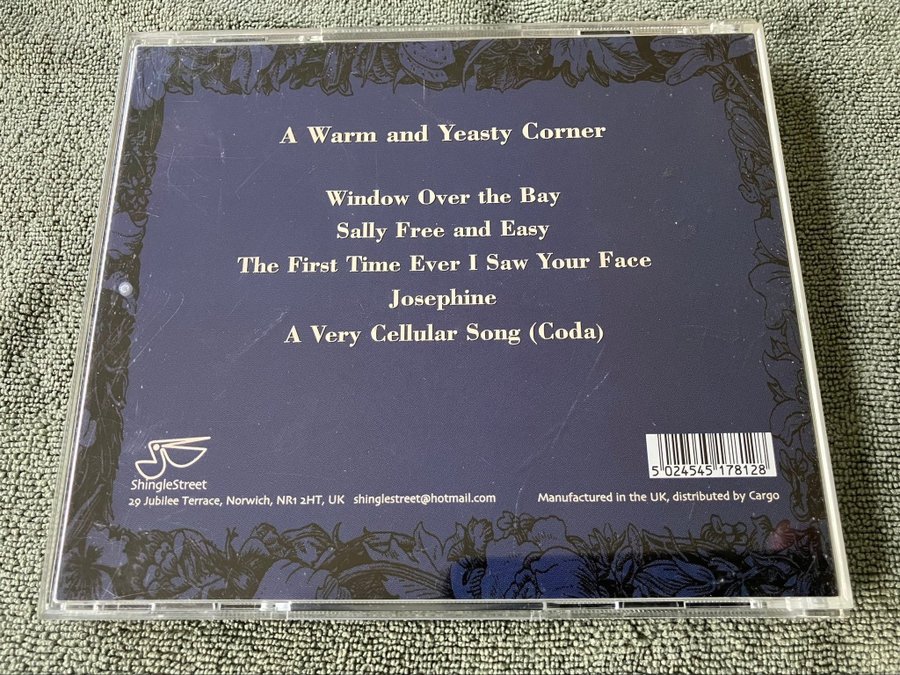 A Warm and Yeasty Corner
Window Over the Bay
Sally Free and Easy
The First Time Ever I Saw Your Face
Josephine
A Very Cellular Song (Coda)
ShingleStreet
29 Jubilee Terrace, Norwich, NR1 2HT, UK shinglestreet@hotmail.com
5 024545 178128
Manufactured in the UK, distributed by Cargo